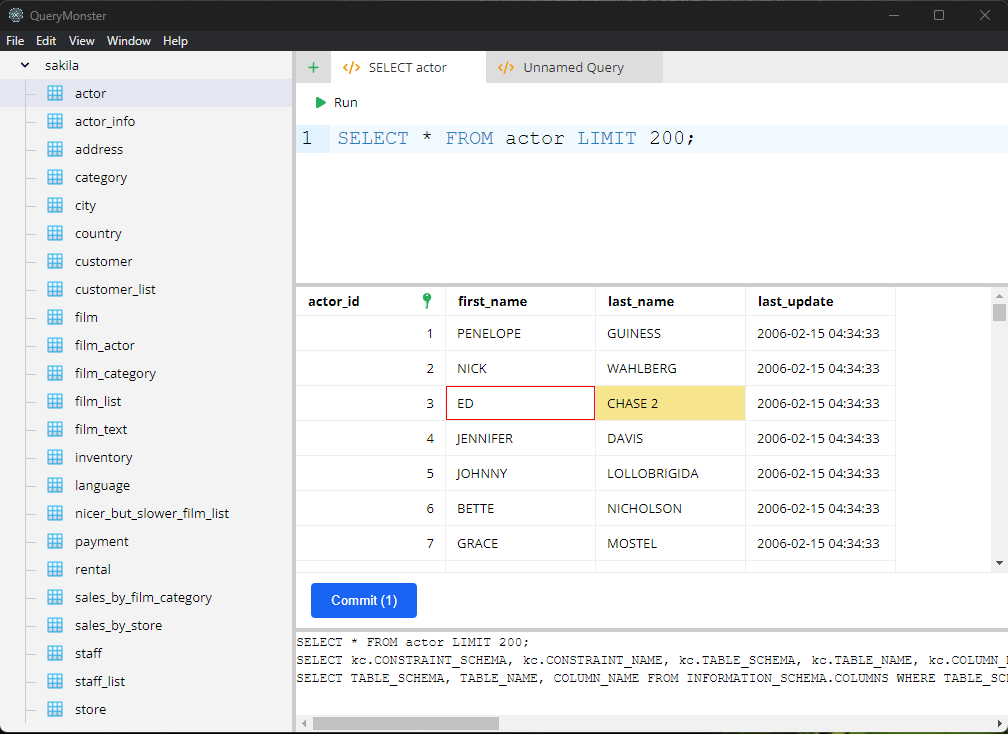 QueryMonster
File Edit View Window Help
sakila
actor
actor_info
address
category
city
country
customer
customer_list
film
film_actor
film_category
film_list
film_text
inventory
language
nicer_but_slower_film_list
payment
rental
sales_by_film_category
sales_by_store
staff
staff_list
store
+ </> SELECT actor </> Unnamed Query
Run
1 SELECT * FROM actor LIMIT 200;
actor_id first_name last_name last_update
1 PENELOPE GUINESS 2006-02-15 04:34:33
2 NICK WAHLBERG 2006-02-15 04:34:33
3 ED CHASE 2 2006-02-15 04:34:33
4 JENNIFER DAVIS 2006-02-15 04:34:33
5 JOHNNY LOLLOBRIGIDA 2006-02-15 04:34:33
6 BETTE NICHOLSON 2006-02-15 04:34:33
7 GRACE MOSTEL 2006-02-15 04:34:33
Commit (1)
SELECT * FROM actor LIMIT 200;
SELECT kc.CONSTRAINT_SCHEMA, kc.CONSTRAINT_NAME, kc.TABLE_SCHEMA, kc.TABLE_NAME, kc.COLUMN_
SELECT TABLE_SCHEMA, TABLE_NAME, COLUMN_NAME FROM INFORMATION_SCHEMA.COLUMNS WHERE TABLE_SC